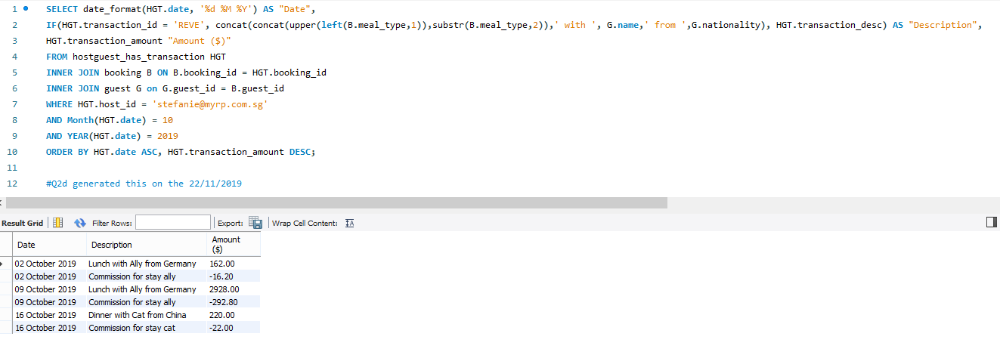 1 SELECT date_format(HGT.date, '%d %M %Y') AS "Date",
2 IF(HGT.transaction_id = 'REVE', concat(concat(upper(left(B.meal_type,1)),substr(B.meal_type,2)),' with ', G.name,' from ',G.nationality), HGT.transaction_desc) AS "Description",
3 HGT.transaction_amount "Amount ($)"
4 FROM hostguest_has_transaction HGT
5 INNER JOIN booking B ON B.booking_id = HGT.booking_id
6 INNER JOIN guest G on G.guest_id = B.guest_id
7 WHERE HGT.host_id = 'stefanie@myrp.com.sg'
8 AND Month(HGT.date) = 10
9 AND YEAR(HGT.date) = 2019
10 ORDER BY HGT.date ASC, HGT.transaction_amount DESC;
11
12 #Q2d generated this on the 22/11/2019
Result Grid Filter Rows: Export: Wrap Cell Content: IA
Date Description Amount ($)
02 October 2019 Lunch with Ally from Germany 162.00
02 October 2019 Commission for stay ally -16.20
09 October 2019 Lunch with Ally from Germany 2928.00
09 October 2019 Commission for stay ally -292.80
16 October 2019 Dinner with Cat from China 220.00
16 October 2019 Commission for stay cat -22.00